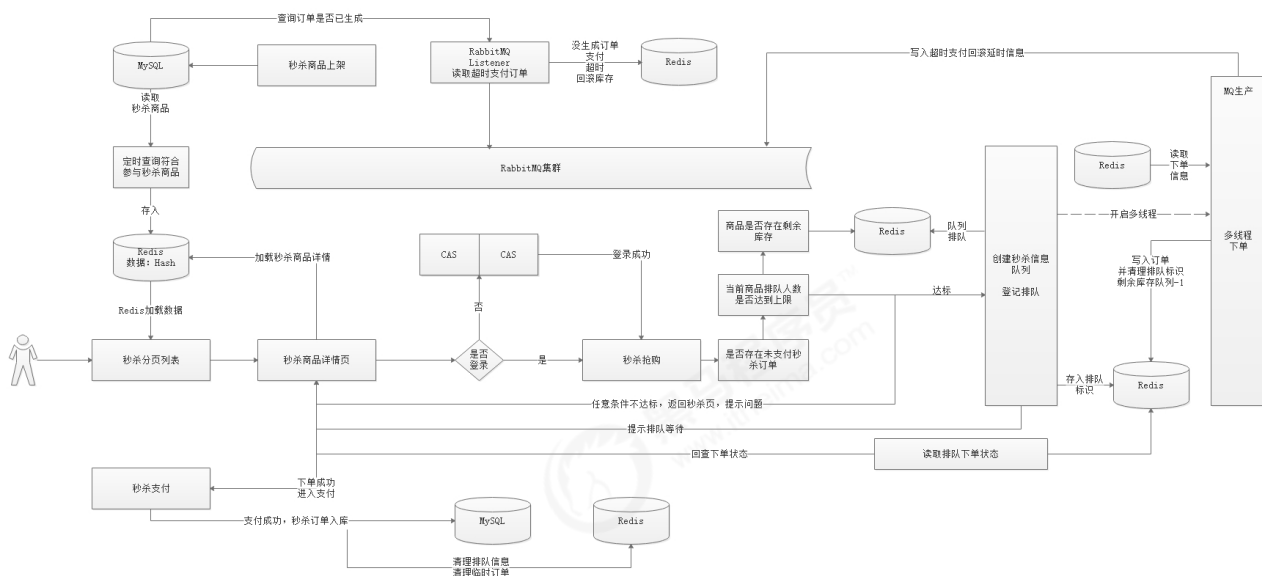 查询订单是否已生成
MySQL
秒杀商品上架
RabbitMQ
Listener
读取超时支付订单
没生成订单
支付
超时
回滚库存
Redis
写入超时支付回滚延时信息
MQ生产
读取
秒杀商品
定时查询符合
参与秒杀商品
RabbitMQ集群
Redis
读取
下单
信息
存入
商品是否存在剩余
库存
Redis
队列
排队
开启多线程
多线程
下单
Redis
数据：Hash
加载秒杀商品详情
CAS
CAS
登录成功
创建秒杀信息
队列
登记排队
写入订单
并清理排队标识
剩余库存队列-1
当前商品排队人数
是否达到上限
达标
Redis加载数据
否
秒杀分页列表
秒杀商品详情页
是否
登录
是
秒杀抢购
是否存在未支付秒
杀订单
存入排队
标识
Redis
任意条件不达标，返回秒杀页，提示问题
提示排队等待
回查下单状态
读取排队下单状态
秒杀支付
下单成功
进入支付
支付成功，秒杀订单入库
MySQL
Redis
清理排队信息
清理临时订单
黑马程序员
www.itheima.com